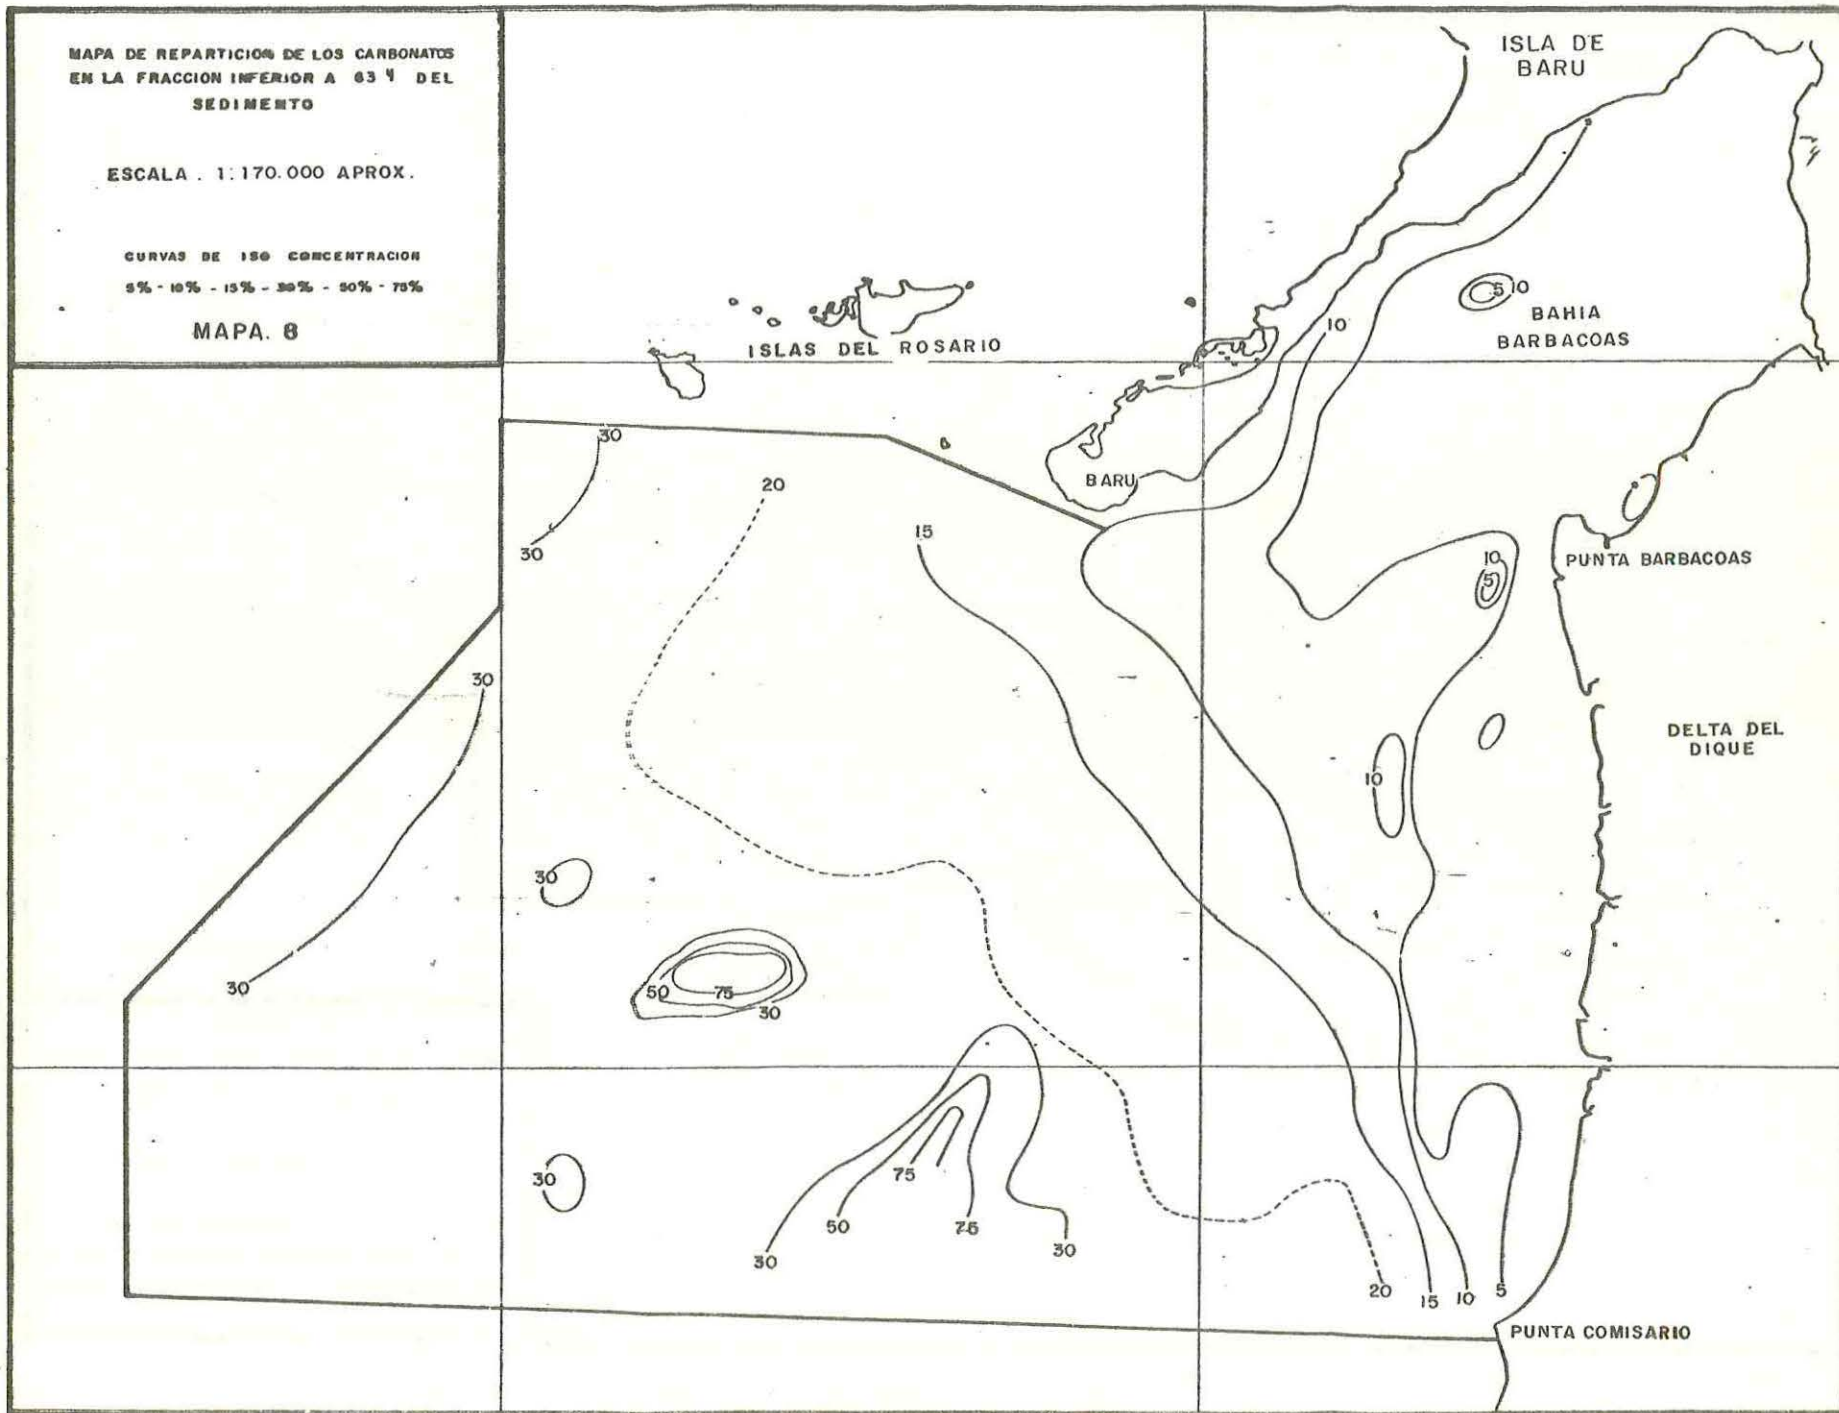 MAPA DE REPARTICION DE LOS CARBONATOS
EN LA FRACCION INFERIOR A 63 Ч DEL
SEDIMENTO
ESCALA . 1:170.000 APROX.
CURVAS DE ISO CONCENTRACION
5% - 10% - 15% - 30% - 50% - 75%
MAPA. 8
ISLA DE
BARU
5 10
BAHIA
BARBACOAS
10
ISLAS DEL ROSARIO
30
BARU
20
15
30
10
PUNTA BARBACOAS
5
30
DELTA DEL
DIQUE
10
30
30
50
75
30
30
75
50
75
30
30
20
15
10
5
PUNTA COMISARIO